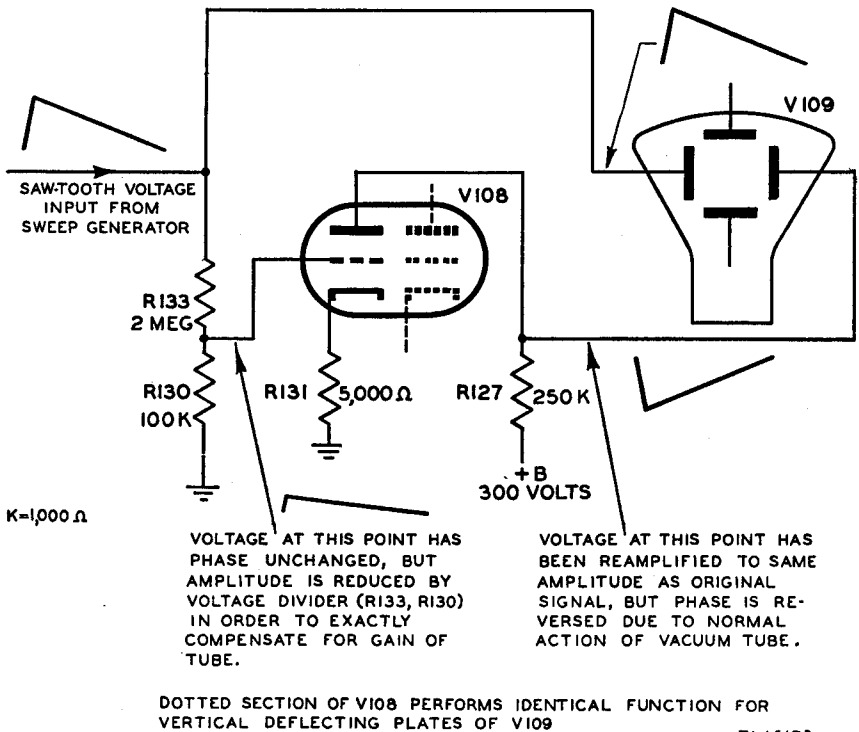 V109
SAW-TOOTH VOLTAGE
INPUT FROM
SWEEP GENERATOR
V108
R133
2 MEG
R130
100K
R131
5,000 Ω
R127
250 K
+B
300 VOLTS
K=1,000 Ω
VOLTAGE AT THIS POINT HAS
PHASE UNCHANGED, BUT
AMPLITUDE IS REDUCED BY
VOLTAGE DIVIDER (R133, R130)
IN ORDER TO EXACTLY
COMPENSATE FOR GAIN OF
TUBE.
VOLTAGE AT THIS POINT HAS
BEEN REAMPLIFIED TO SAME
AMPLITUDE AS ORIGINAL
SIGNAL, BUT PHASE IS RE-
VERSED DUE TO NORMAL
ACTION OF VACUUM TUBE.
DOTTED SECTION OF V108 PERFORMS IDENTICAL FUNCTION FOR
VERTICAL DEFLECTING PLATES OF V109